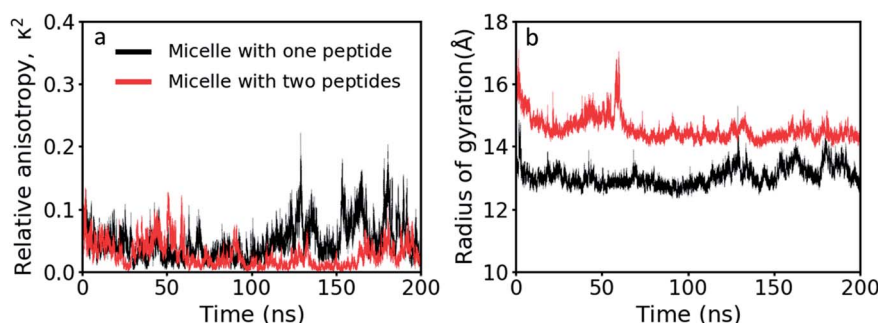 a
Micelle with one peptide
Micelle with two peptides
Relative anisotropy, κ²
0.4
0.3
0.2
0.1
0.0
0
50
100
150
200
Time (ns)
b
Radius of gyration(Å)
18
16
14
12
10
0
50
100
150
200
Time (ns)